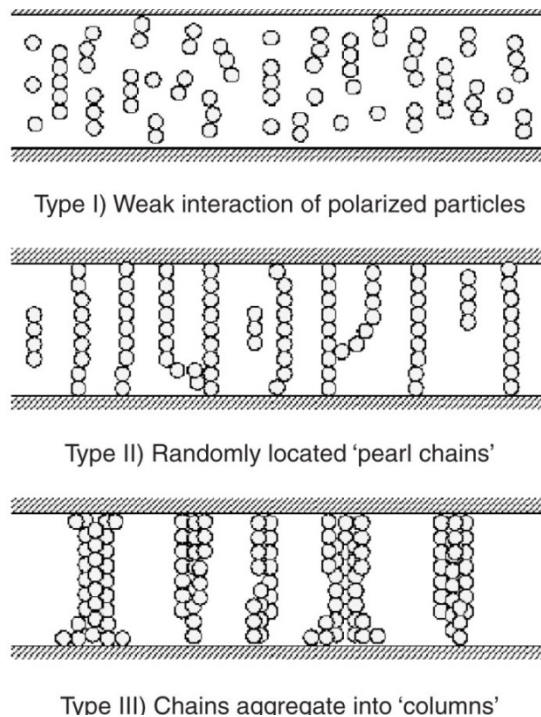 Type I) Weak interaction of polarized particles
Type II) Randomly located ‘pearl chains’
Type III) Chains aggregate into ‘columns’